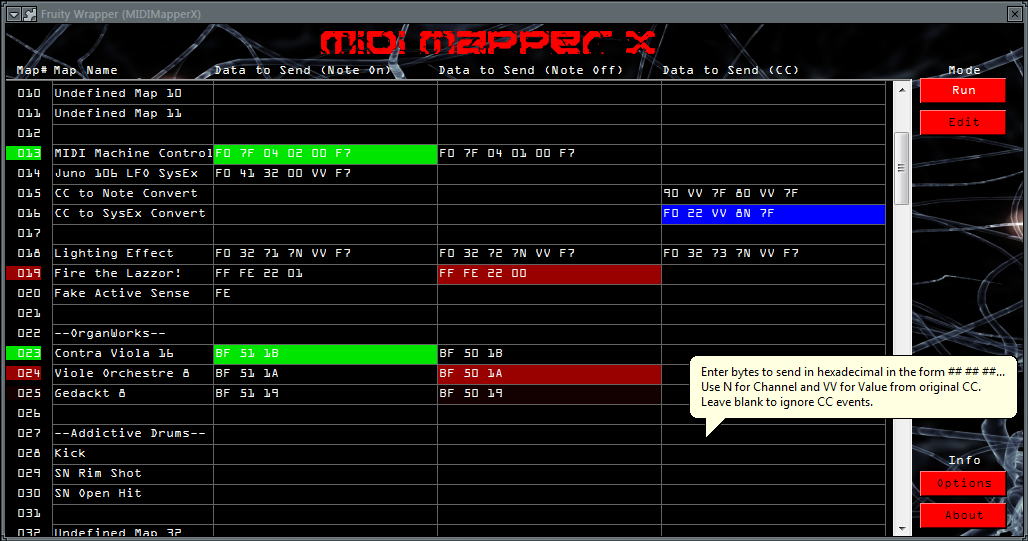 Fruity Wrapper (MIDIMapperX)
MIDI MAPPER X
Map# Map Name Data to Send (Note On) Data to Send (Note Off) Data to Send (CC) Mode
010 Undefined Map 10 Run
011 Undefined Map 11
012 Edit
013 MIDI Machine Control F0 7F 04 02 00 F7 F0 7F 04 01 00 F7
014 Juno 106 LFO SysEx F0 41 32 00 VV F7
015 CC to Note Convert 90 VV 7F 80 VV 7F
016 CC to SysEx Convert F0 22 VV 8N 7F
017
018 Lighting Effect F0 32 71 7N VV F7 F0 32 72 7N VV F7 F0 32 73 7N VV F7
019 Fire the Lazzor! FF FE 22 01 FF FE 22 00
020 Fake Active Sense FE
021
022 --OrganWorks--
023 Contra Viola 16 BF 51 1B BF 50 1B
024 Viole Orchestre 8 BF 51 1A BF 50 1A
025 Gedackt 8 BF 51 19 BF 50 19
Enter bytes to send in hexadecimal in the form ## ## ##...
Use N for Channel and VV for Value from original CC.
Leave blank to ignore CC events.
026
027 --Addictive Drums--
028 Kick Info
029 SN Rim Shot Options
030 SN Open Hit
031 About
032 Undefined Map 32